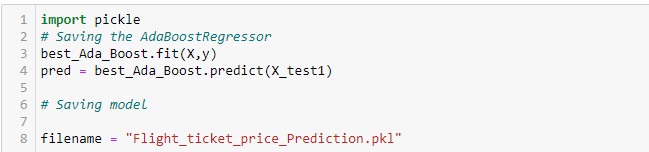 1 import pickle
2 # Saving the AdaBoostRegressor
3 best_Ada_Boost.fit(X,y)
4 pred = best_Ada_Boost.predict(X_test1)
5
6 # Saving model
7
8 filename = "Flight_ticket_price_Prediction.pkl"